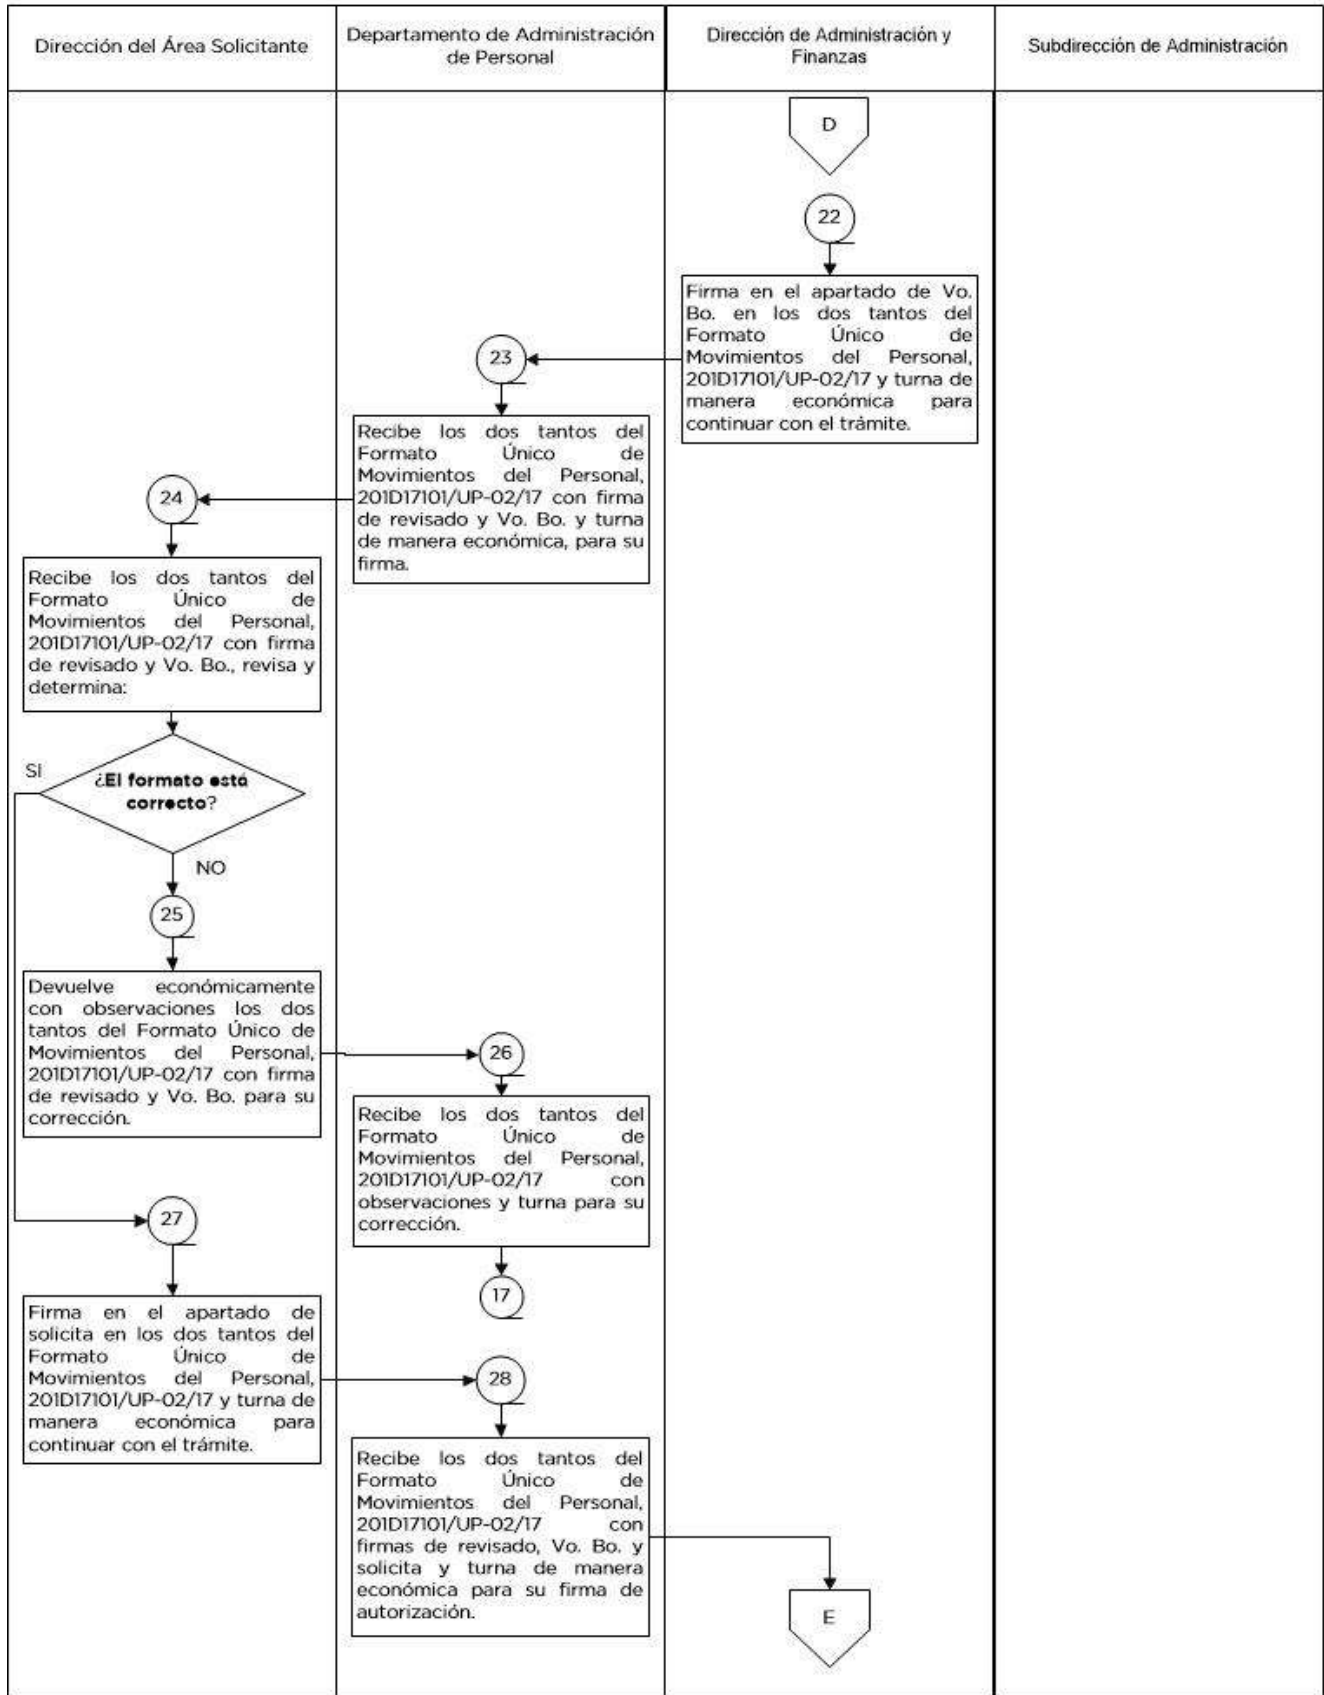 Dirección del Área Solicitante
Departamento de Administración
de Personal
Dirección de Administración y
Finanzas
Subdirección de Administración
D
22
Firma en el apartado de Vo.
Bo. en los dos tantos del
Formato Único de
Movimientos del Personal,
201D17101/UP-02/17 y turna de
manera económica para
continuar con el trámite.
23
Recibe los dos tantos del
Formato Único de
Movimientos del Personal,
201D17101/UP-02/17 con firma
de revisado y Vo. Bo. y turna
de manera económica, para su
firma.
24
Recibe los dos tantos del
Formato Único de
Movimientos del Personal,
201D17101/UP-02/17 con firma
de revisado y Vo. Bo., revisa y
determina:
¿El formato está
correcto?
SI
NO
25
Devuelve económicamente
con observaciones los dos
tantos del Formato Único de
Movimientos del Personal,
201D17101/UP-02/17 con firma
de revisado y Vo. Bo. para su
corrección.
26
Recibe los dos tantos del
Formato Único de
Movimientos del Personal,
201D17101/UP-02/17 con
observaciones y turna para su
corrección.
17
27
Firma en el apartado de
solicita en los dos tantos del
Formato Único de
Movimientos del Personal,
201D17101/UP-02/17 y turna de
manera económica para
continuar con el trámite.
28
Recibe los dos tantos del
Formato Único de
Movimientos del Personal,
201D17101/UP-02/17 con
firmas de revisado, Vo. Bo. y
solicita y turna de manera
económica para su firma de
autorización.
E